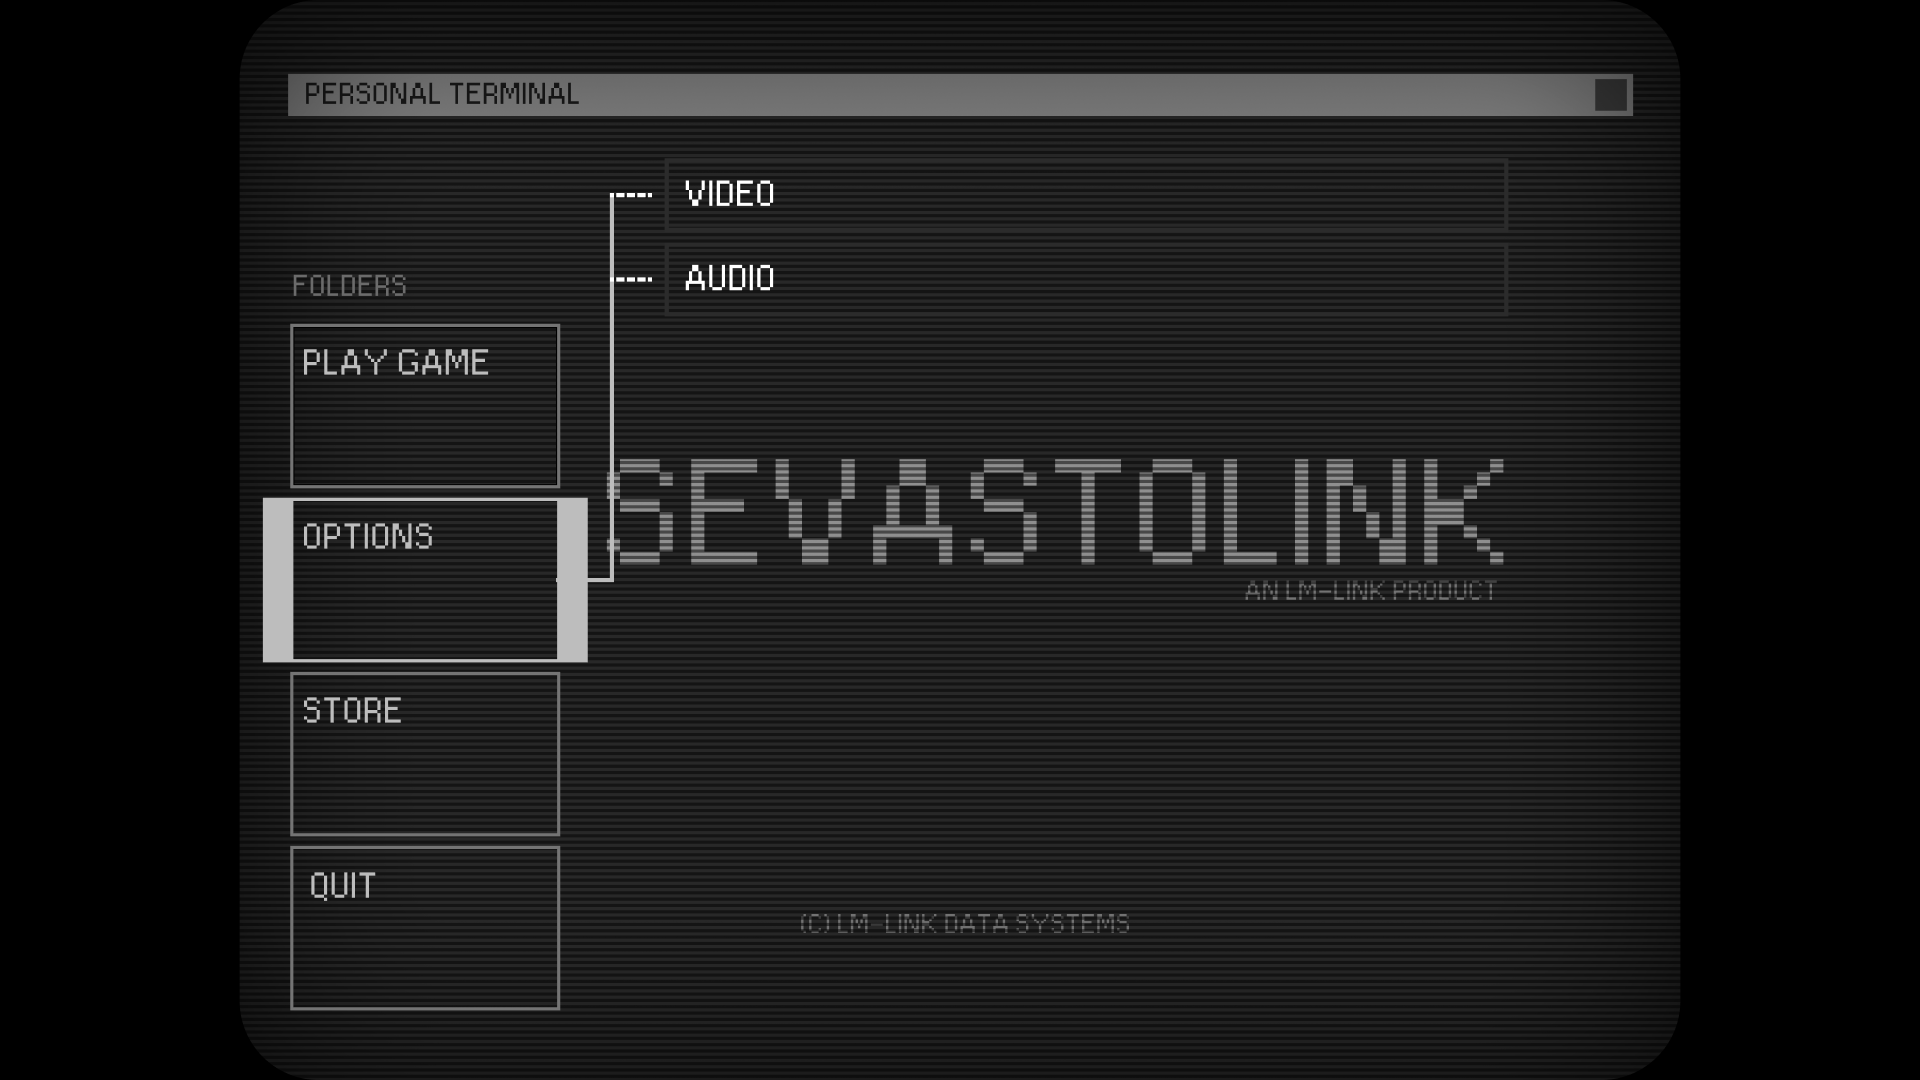 PERSONAL TERMINAL
VIDEO
AUDIO
FOLDERS
PLAY GAME
OPTIONS
STORE
QUIT
SEVASTOLINK
AN LM-LINK PRODUCT
(C) LM-LINK DATA SYSTEMS